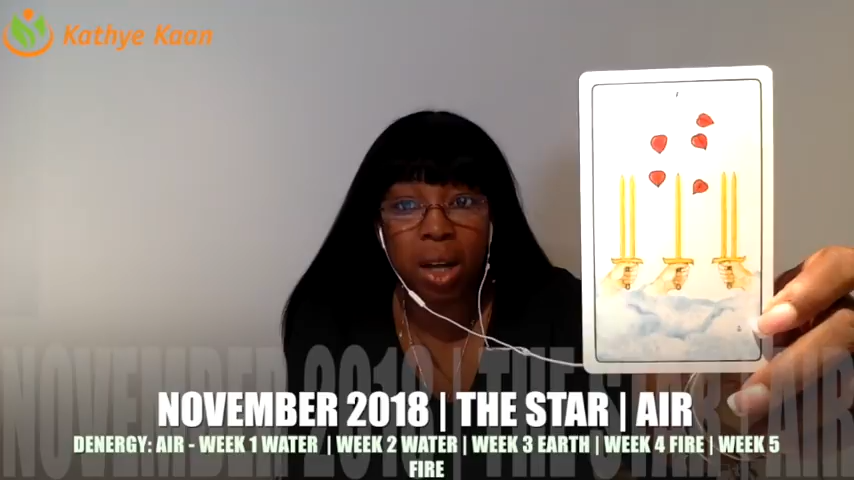 Kathye Kaan
NOVEMBER 2018 | THE STAR | AIR
DENERGY: AIR - WEEK 1 WATER | WEEK 2 WATER | WEEK 3 EARTH | WEEK 4 FIRE | WEEK 5
FIRE